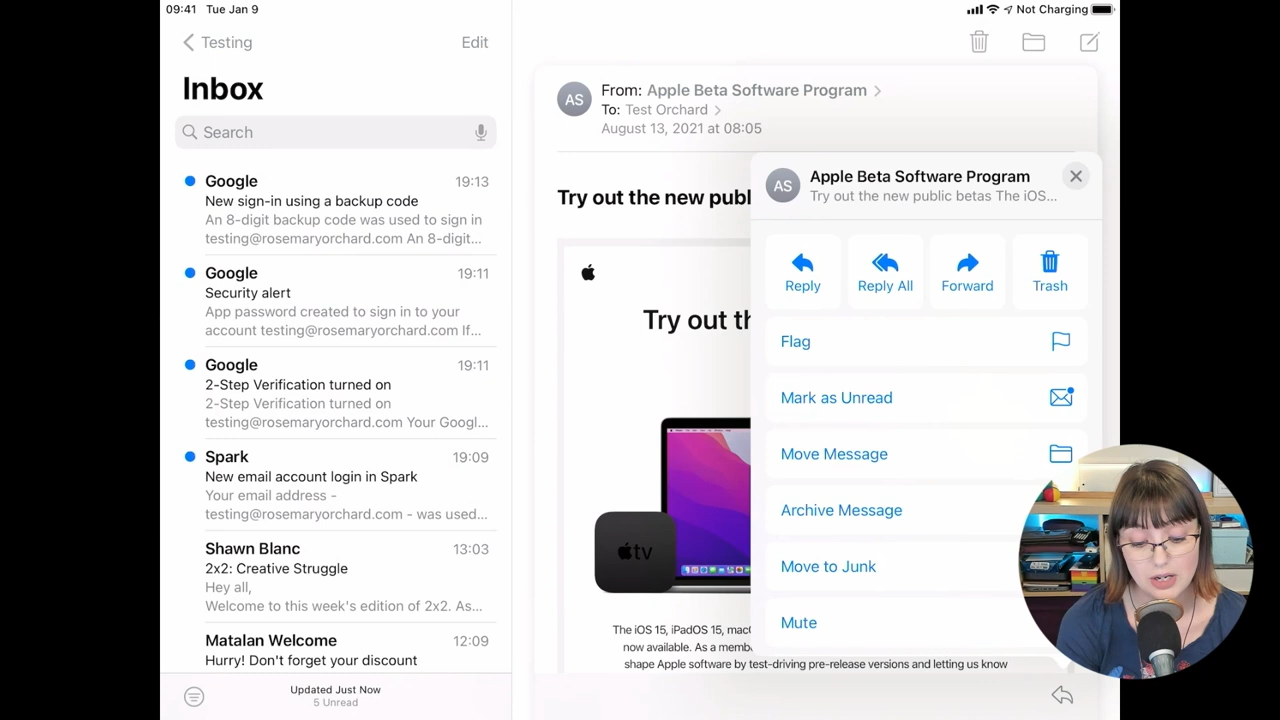 09:41 Tue Jan 9
Not Charging
Testing
Edit
Inbox
Search
Google 19:13
New sign-in using a backup code
An 8-digit backup code was used to sign in
testing@rosemaryorchard.com An 8-digit...
Google 19:11
Security alert
App password created to sign in to your
account testing@rosemaryorchard.com If...
Google 19:11
2-Step Verification turned on
2-Step Verification turned on
testing@rosemaryorchard.com Your Googl...
Spark 19:09
New email account login in Spark
Your email address -
testing@rosemaryorchard.com - was used...
Shawn Blanc 13:03
2x2: Creative Struggle
Hey all,
Welcome to this week's edition of 2x2. As...
Matalan Welcome 12:09
Hurry! Don't forget your discount
Updated Just Now
5 Unread
AS
From: Apple Beta Software Program
To: Test Orchard
August 13, 2021 at 08:05
Try out the new publ
Try out th
tv
The iOS 15, iPadOS 15, mac
now available. As a memb
shape Apple software by test-driving pre-release versions and letting us know
AS
Apple Beta Software Program
Try out the new public betas The iOS...
Reply
Reply All
Forward
Trash
Flag
Mark as Unread
Move Message
Archive Message
Move to Junk
Mute